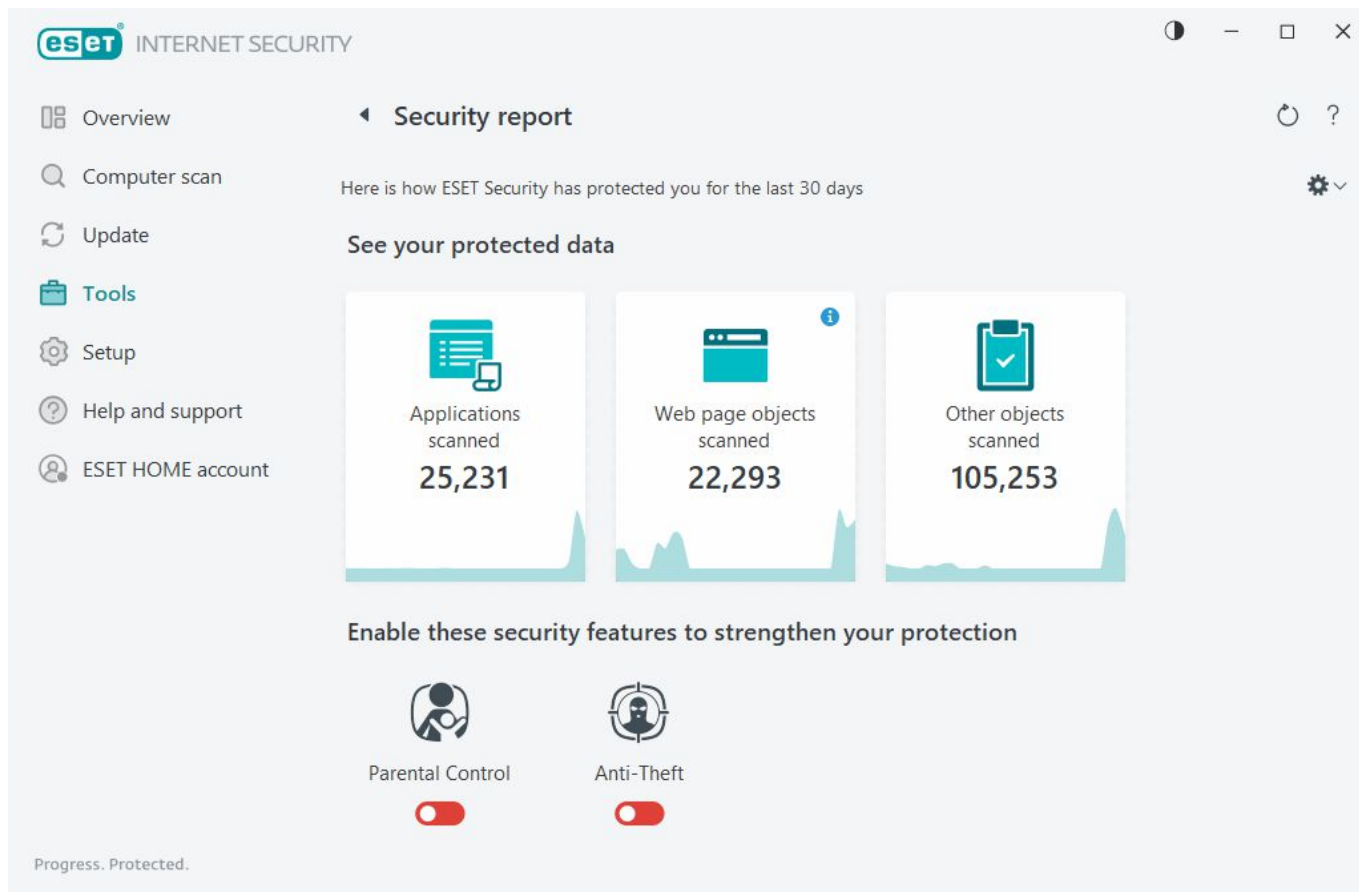 eset® INTERNET SECURITY
Overview
Computer scan
Update
Tools
Setup
Help and support
ESET HOME account
Progress. Protected.
Security report
?
Here is how ESET Security has protected you for the last 30 days
See your protected data
Applications
scanned
25,231
i
Web page objects
scanned
22,293
Other objects
scanned
105,253
Enable these security features to strengthen your protection
Parental Control
Anti-Theft